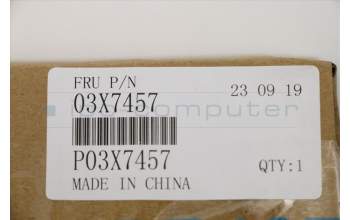 FRU P/N 23 09 19
03X7457
P03X7457 QTY:1
MADE IN CHINA